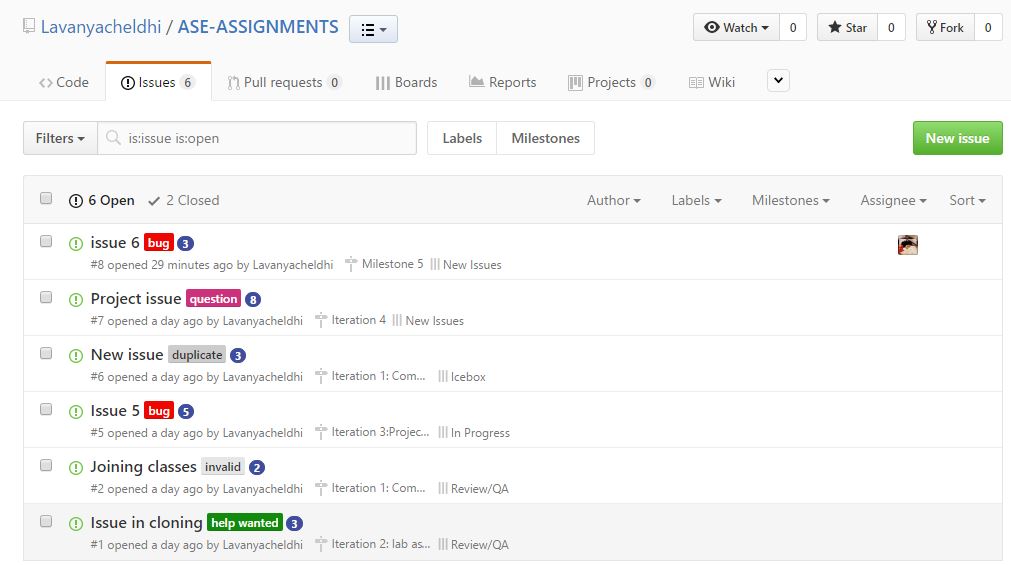 Lavanyacheldhi / ASE-ASSIGNMENTS
Watch 0 Star 0 Fork 0
Code Issues 6 Pull requests 0 Boards Reports Projects 0 Wiki
Filters is:issue is:open Labels Milestones New issue
6 Open 2 Closed Author Labels Milestones Assignee Sort
issue 6 bug 3
#8 opened 29 minutes ago by Lavanyacheldhi Milestone 5 New Issues
Project issue question 8
#7 opened a day ago by Lavanyacheldhi Iteration 4 New Issues
New issue duplicate 3
#6 opened a day ago by Lavanyacheldhi Iteration 1: Com... Icebox
Issue 5 bug 5
#5 opened a day ago by Lavanyacheldhi Iteration 3:Projec... In Progress
Joining classes invalid 2
#2 opened a day ago by Lavanyacheldhi Iteration 1: Com... Review/QA
Issue in cloning help wanted 3
#1 opened a day ago by Lavanyacheldhi Iteration 2: lab as... Review/QA